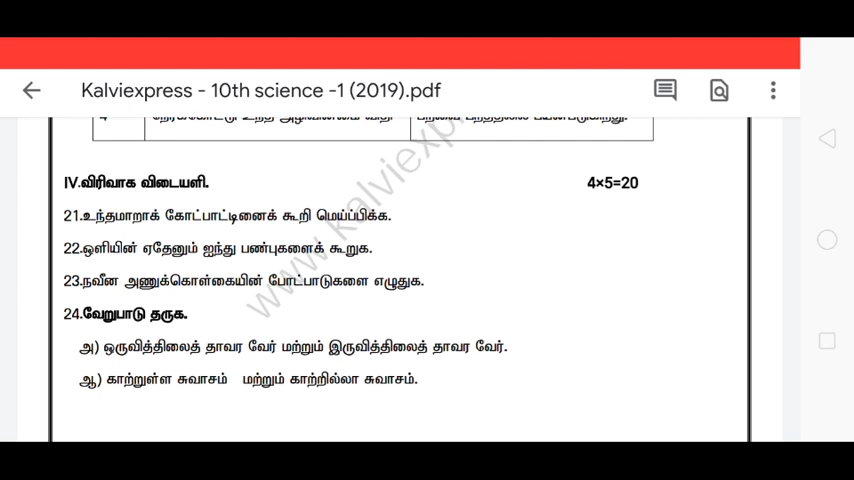 Kalviexpress - 10th science -1 (2019).pdf
4
IV.விரிவாக விடையளி. 4×5=20
21.உந்தமாறாக் கோட்பாட்டினைக் கூறி மெய்ப்பிக்க.
22.ஒளியின் ஏதேனும் ஐந்து பண்புகளைக் கூறுக.
23.நவீன அணுக்கொள்கையின் போட்பாடுகளை எழுதுக.
24.வேறுபாடு தருக.
அ) ஒருவித்திலைத் தாவர வேர் மற்றும் இருவித்திலைத் தாவர வேர்.
ஆ) காற்றுள்ள சுவாசம் மற்றும் காற்றில்லா சுவாசம்.